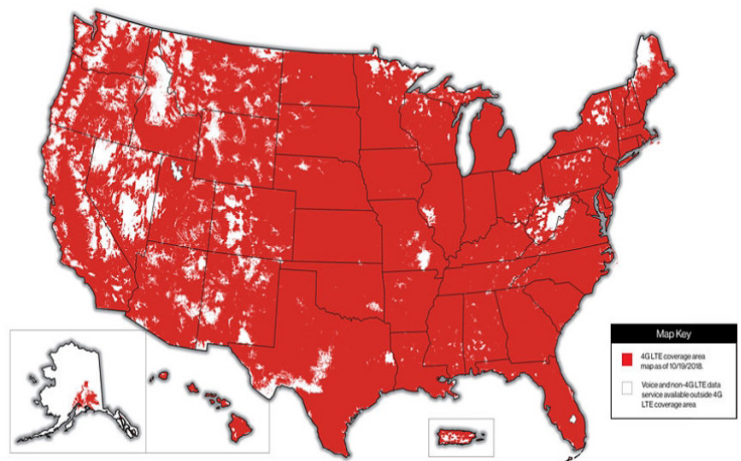 Map Key
4G LTE coverage area
map as of 10/19/2018.
Voice and non-4G LTE data
service available outside 4G
LTE coverage area